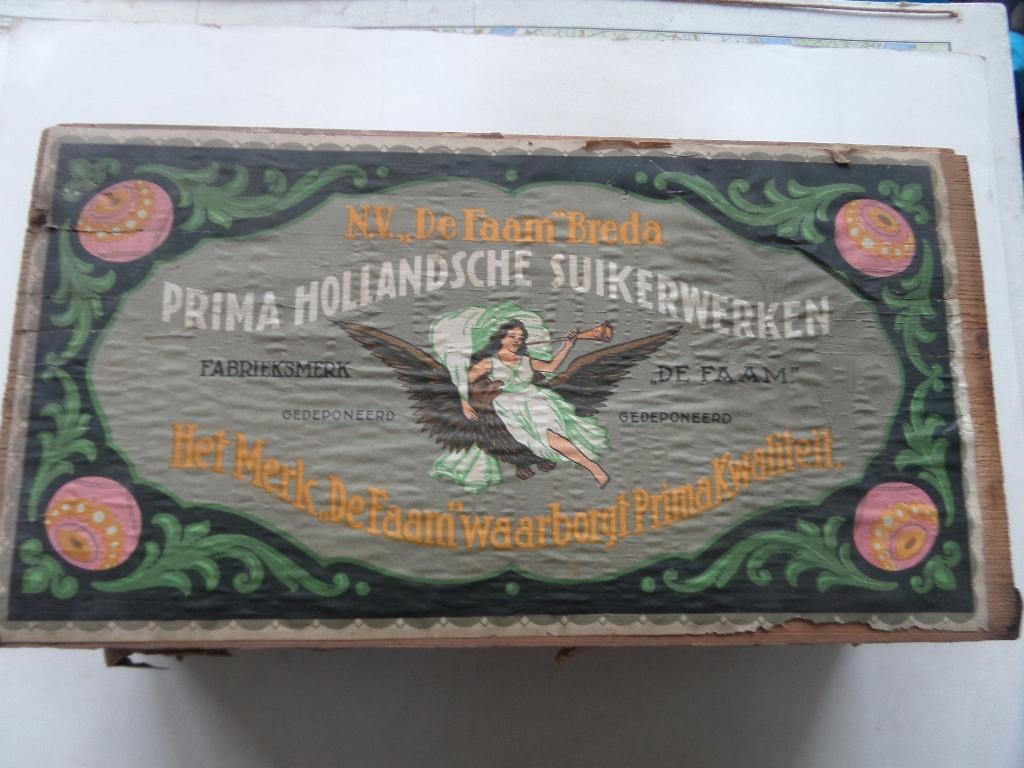 N.V. „De Faam" Breda
PRIMA HOLLANDSCHE SUIKERWERKEN
FABRIEKSMERK „DE FAAM"
GEDEPONEERD GEDEPONEERD
Het Merk „De Faam" waarborgt Prima Kwaliteit.